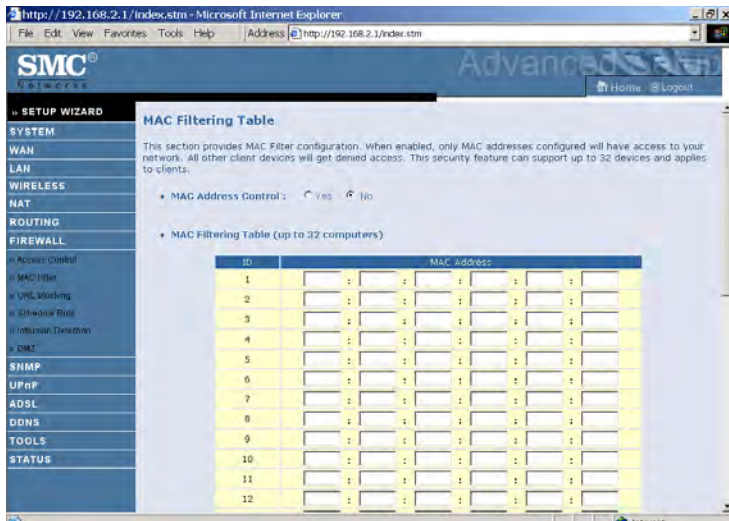 http://192.168.2.1/index.stm - Microsoft Internet Explorer
File Edit View Favorites Tools Help Address http://192.168.2.1/index.stm
SMC®
Networks
Advanced Setup
Home Logout
» SETUP WIZARD
SYSTEM
WAN
LAN
WIRELESS
NAT
ROUTING
FIREWALL
» Access Control
» MAC Filter
» URL Blocking
» Schedule Rule
» Intrusion Detection
» DMZ
SNMP
UPnP
ADSL
DDNS
TOOLS
STATUS
MAC Filtering Table
This section provides MAC Filter configuration. When enabled, only MAC addresses configured will have access to your
network. All other client devices will get denied access. This security feature can support up to 32 devices and applies
to clients.
MAC Address Control : Yes No
MAC Filtering Table (up to 32 computers)
ID MAC Address
1 : : : : :
2 : : : : :
3 : : : : :
4 : : : : :
5 : : : : :
6 : : : : :
7 : : : : :
8 : : : : :
9 : : : : :
10 : : : : :
11 : : : : :
12 : : : : :